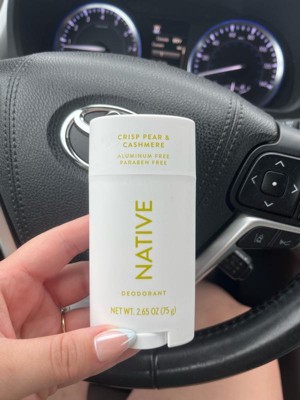 CRISP PEAR &
CASHMERE
ALUMINUM FREE
PARABEN FREE
NATIVE
DEODORANT
NET WT. 2.65 OZ (75 g)